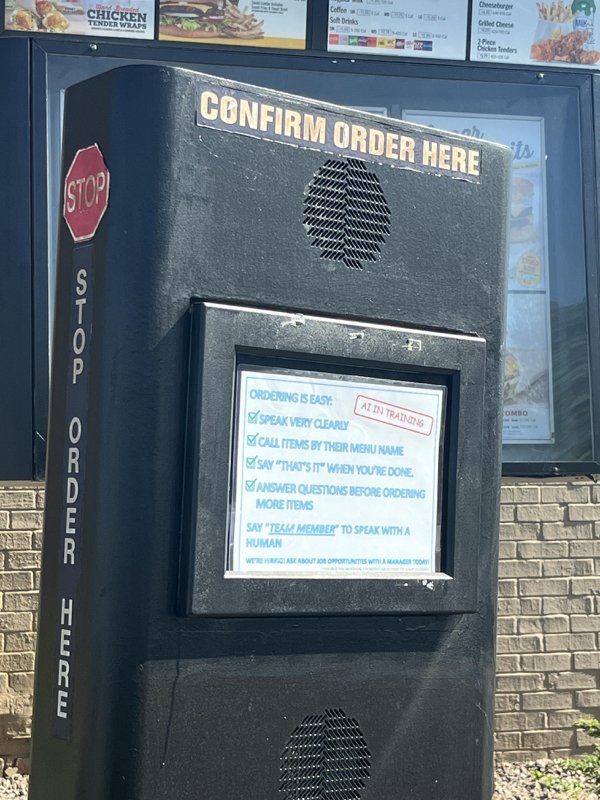 Hand-Breaded
CHICKEN
TENDER WRAPS
Coffee
Soft Drinks
Cheeseburger
Grilled Cheese
2-Piece
Chicken Tenders
CONFIRM ORDER HERE
STOP
STOP ORDER HERE
ORDERING IS EASY:
AI IN TRAINING
SPEAK VERY CLEARLY
CALL ITEMS BY THEIR MENU NAME
SAY "THAT'S IT" WHEN YOU'RE DONE.
ANSWER QUESTIONS BEFORE ORDERING
MORE ITEMS
SAY "TEAM MEMBER" TO SPEAK WITH A
HUMAN
WE'RE HIRING! ASK ABOUT JOB OPPORTUNITIES WITH A MANAGER TODAY!